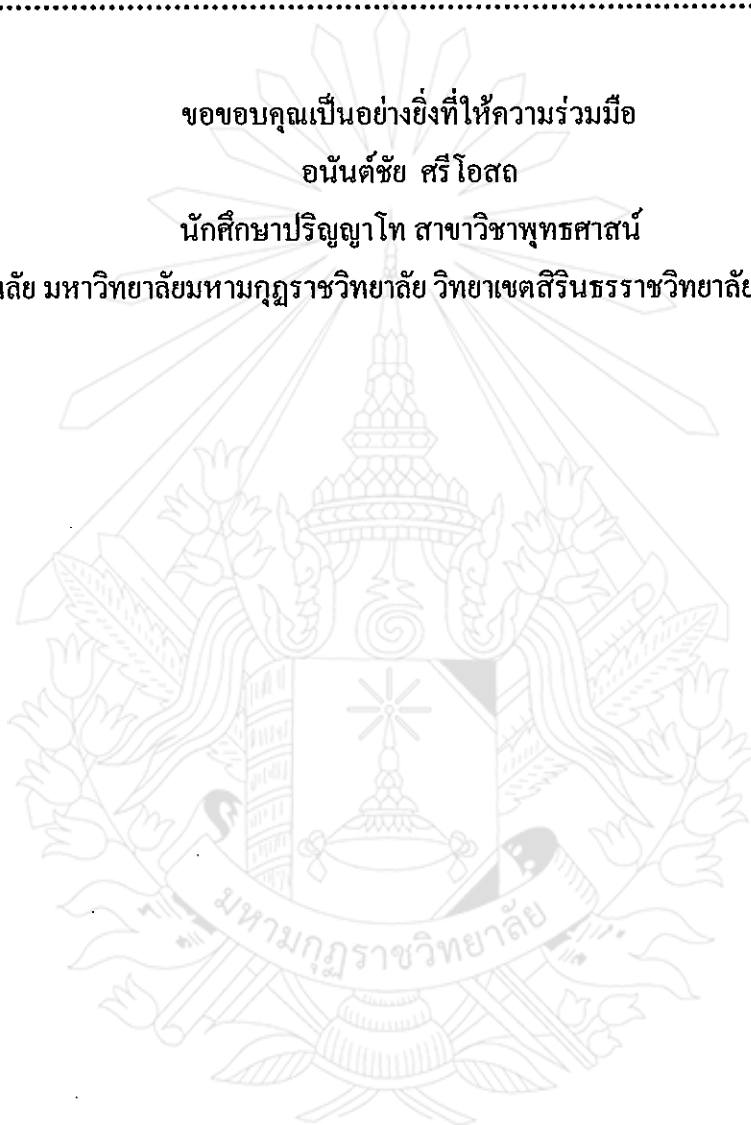 ขอขอบคุณเป็นอย่างยิ่งที่ให้ความร่วมมือ
อนันต์ชัย ศรีโอสถ
นักศึกษาปริญญาโท สาขาวิชาพุทธศาสน์
มหาวิทยาลัยมหามกุฏราชวิทยาลัย วิทยาเขตสิรินธรราชวิทยาลัย
มหามกุฏราชวิทยาลัย